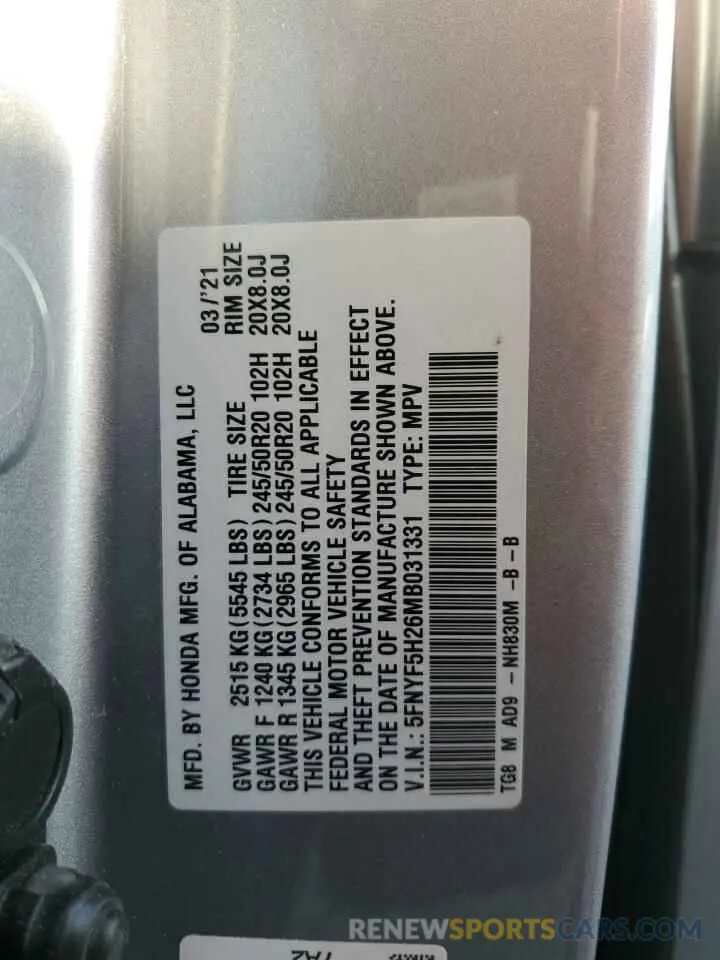 MFD. BY HONDA MFG. OF ALABAMA, LLC 03/'21
GVWR 2515 KG(5545 LBS) TIRE SIZE RIM SIZE
GAWR F 1240 KG(2734 LBS)245/50R20 102H 20X8.0J
GAWR R 1345 KG(2965 LBS)245/50R20 102H 20X8.0J
THIS VEHICLE CONFORMS TO ALL APPLICABLE
FEDERAL MOTOR VEHICLE SAFETY
AND THEFT PREVENTION STANDARDS IN EFFECT
ON THE DATE OF MANUFACTURE SHOWN ABOVE.
V.I.N.: 5FNYF5H26MB031331 TYPE: MPV
TG8 M AD9 -NH830M -B-B
RENEWSPORTSCARS.COM